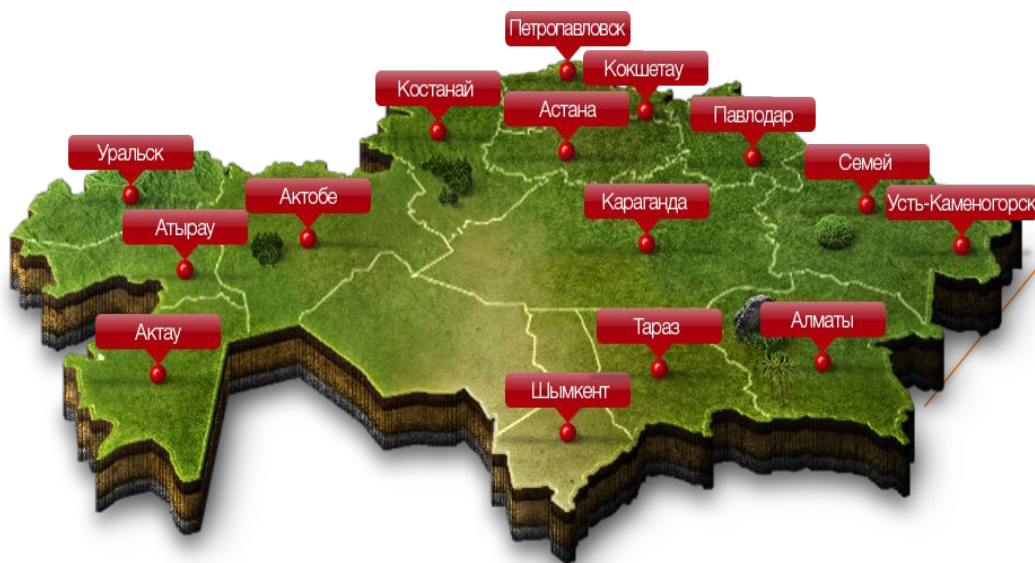 Петропавловск
Кокшетау
Костанай
Астана
Павлодар
Уральск
Семей
Актобе
Караганда
Усть-Каменогорск
Атырау
Актау
Тараз
Алматы
Шымкент